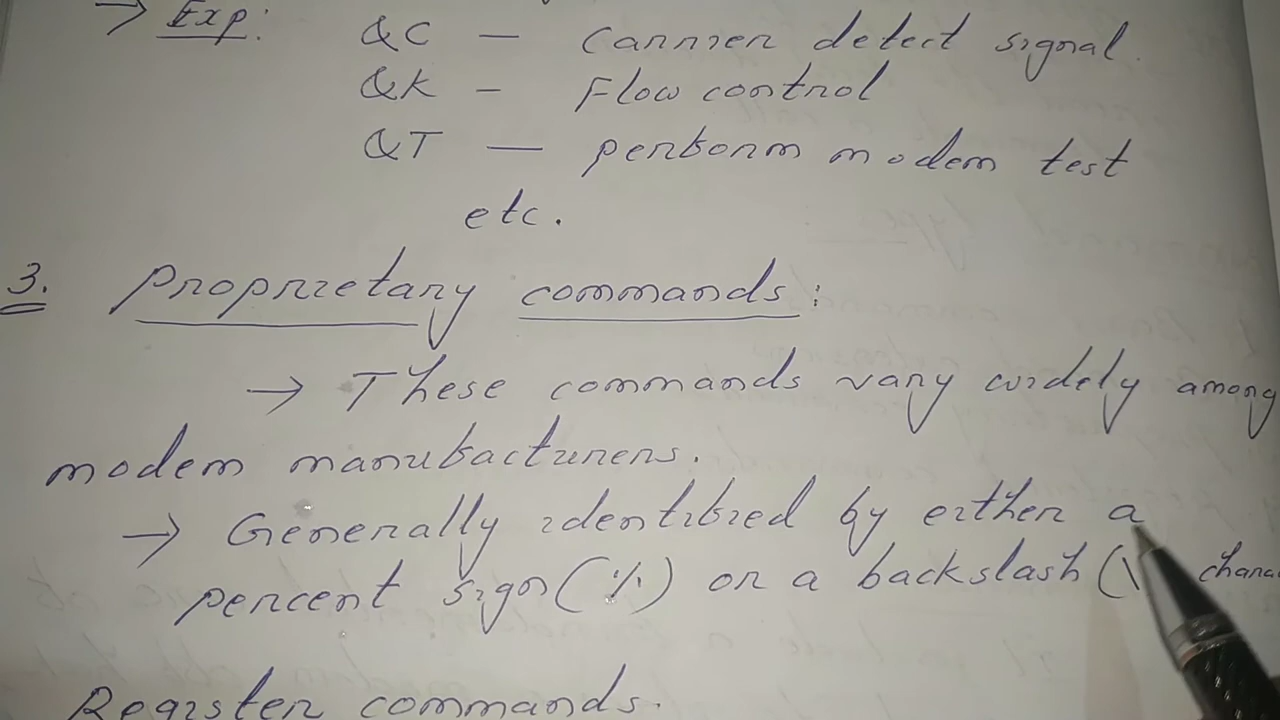 → Exp: &C — Carrier detect signal.
&K – Flow control
&T — perform modem test
etc.
3. Proprietary commands:
→ These commands vary widely among
modem manufacturers.
→ Generally identified by either a
percent sign (%) or a backslash (\ charac
Register commands.